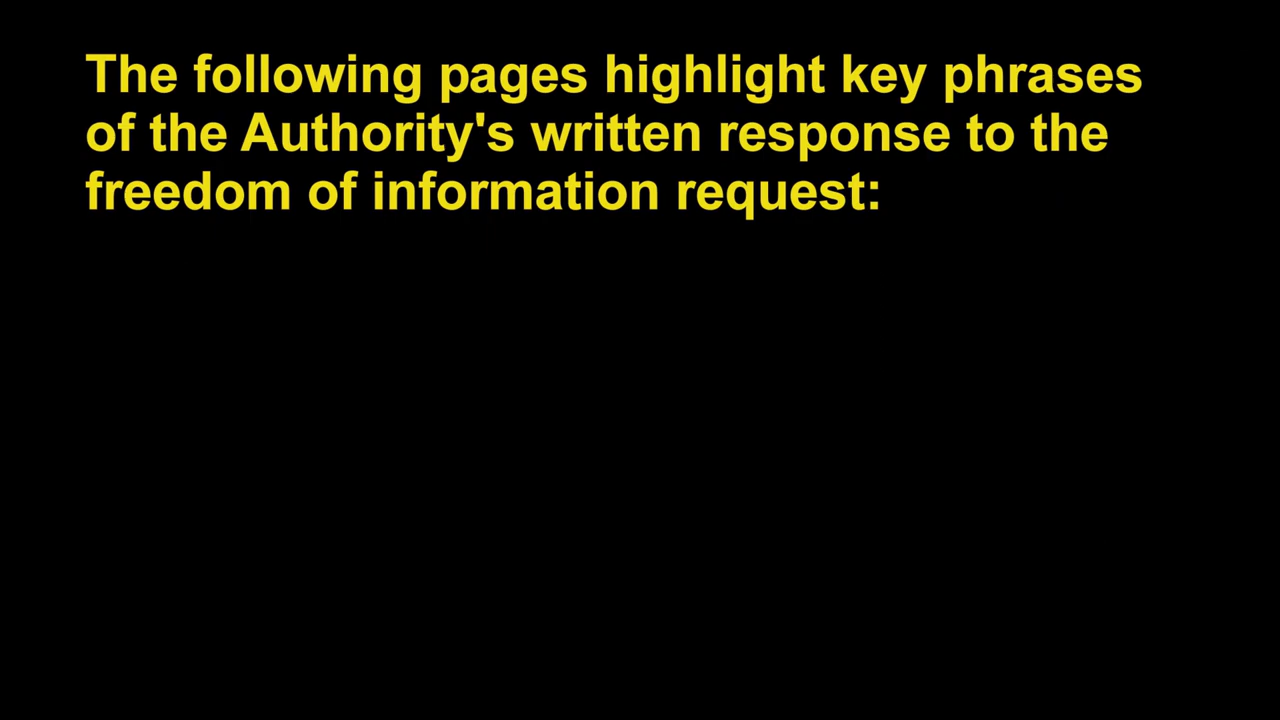 The following pages highlight key phrases
of the Authority's written response to the
freedom of information request: